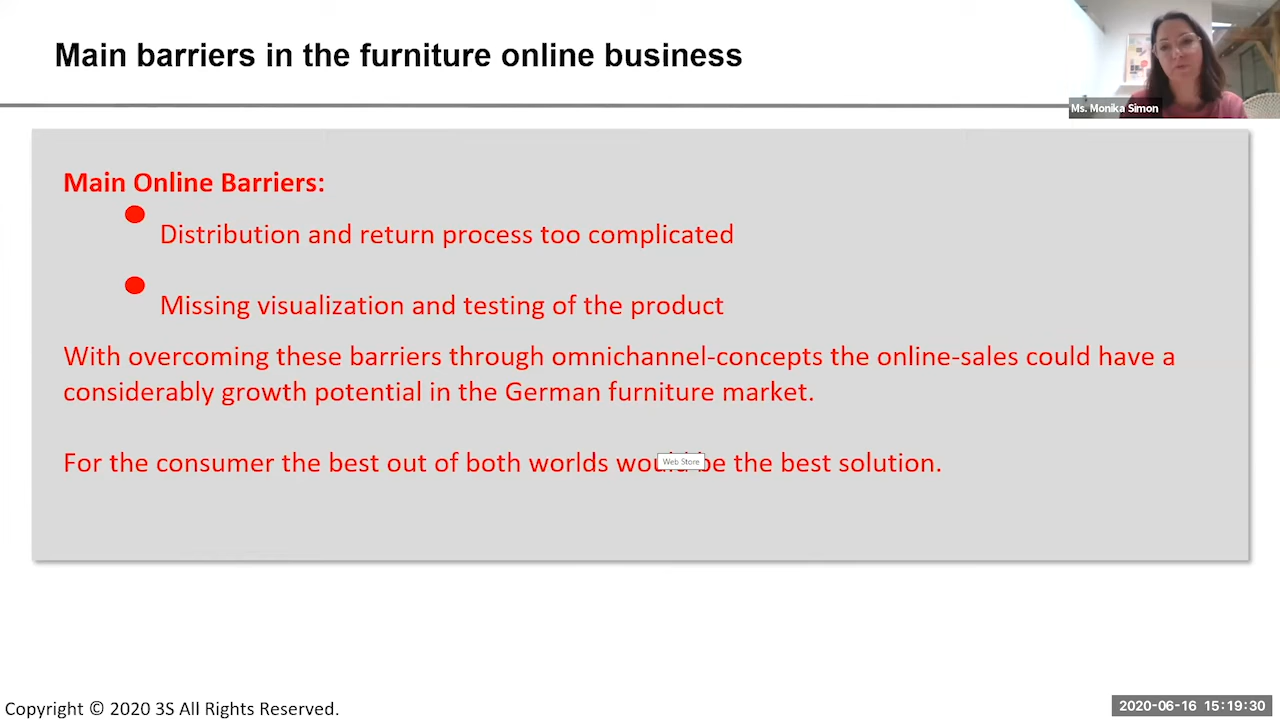 Main barriers in the furniture online business
Ms. Monika Simon
Main Online Barriers:
Distribution and return process too complicated
Missing visualization and testing of the product
With overcoming these barriers through omnichannel-concepts the online-sales could have a
considerably growth potential in the German furniture market.
For the consumer the best out of both worlds would be the best solution.
Web Store
Copyright © 2020 3S All Rights Reserved.
2020-06-16 15:19:30